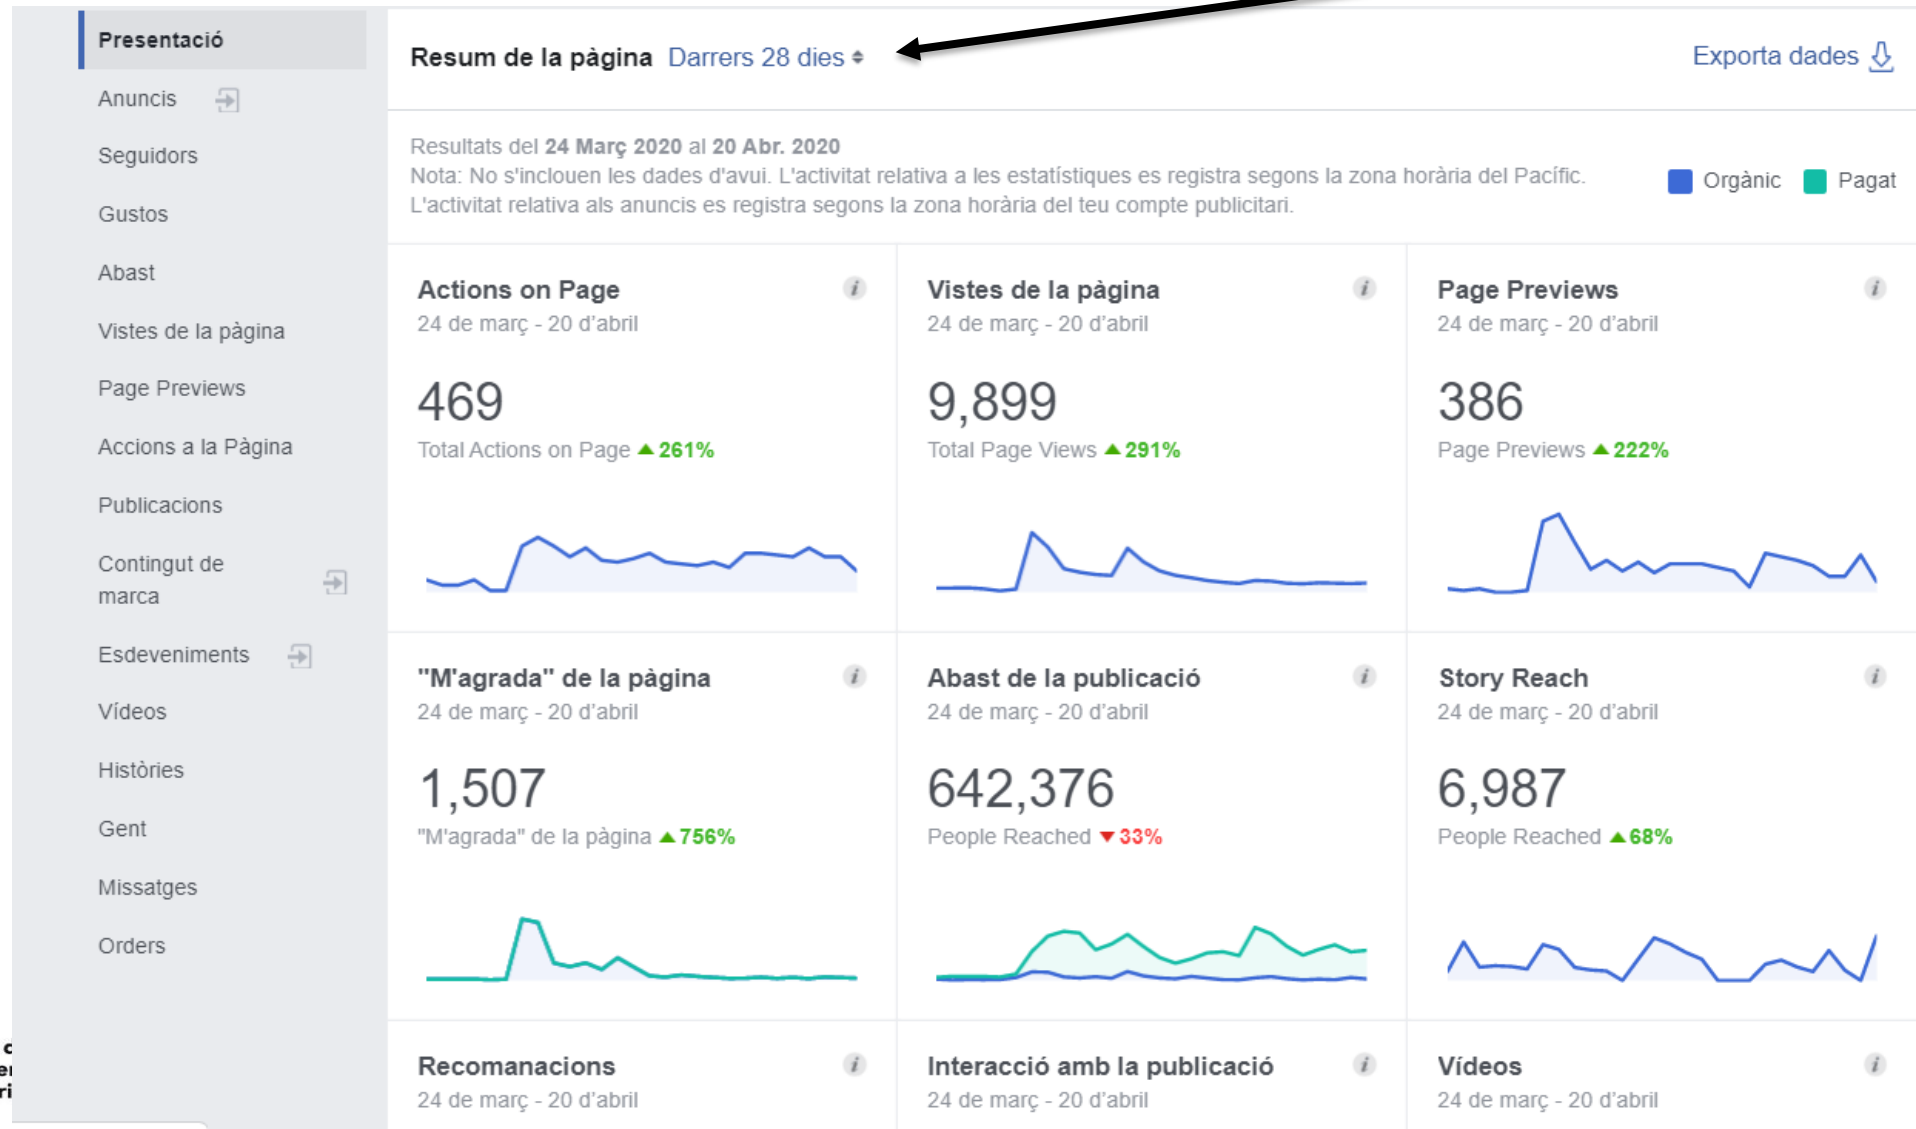 Presentació
Anuncis
Seguidors
Gustos
Abast
Vistes de la pàgina
Page Previews
Accions a la Pàgina
Publicacions
Contingut de
marca
Esdeveniments
Vídeos
Històries
Gent
Missatges
Orders
Resum de la pàgina Darrers 28 dies
Exporta dades
Resultats del 24 Març 2020 al 20 Abr. 2020
Nota: No s'inclouen les dades d'avui. L'activitat relativa a les estadístiques es registra segons la zona horària del Pacífic.
L'activitat relativa als anuncis es registra segons la zona horària del teu compte publicitari.
Orgànic Pagat
Actions on Page
24 de març - 20 d'abril
469
Total Actions on Page 261%
Vistes de la pàgina
24 de març - 20 d'abril
9,899
Total Page Views 291%
Page Previews
24 de març - 20 d'abril
386
Page Previews 222%
"M'agrada" de la pàgina
24 de març - 20 d'abril
1,507
"M'agrada" de la pàgina 756%
Abast de la publicació
24 de març - 20 d'abril
642,376
People Reached 33%
Story Reach
24 de març - 20 d'abril
6,987
People Reached 68%
Recomanacions
24 de març - 20 d'abril
Interacció amb la publicació
24 de març - 20 d'abril
Vídeos
24 de març - 20 d'abril